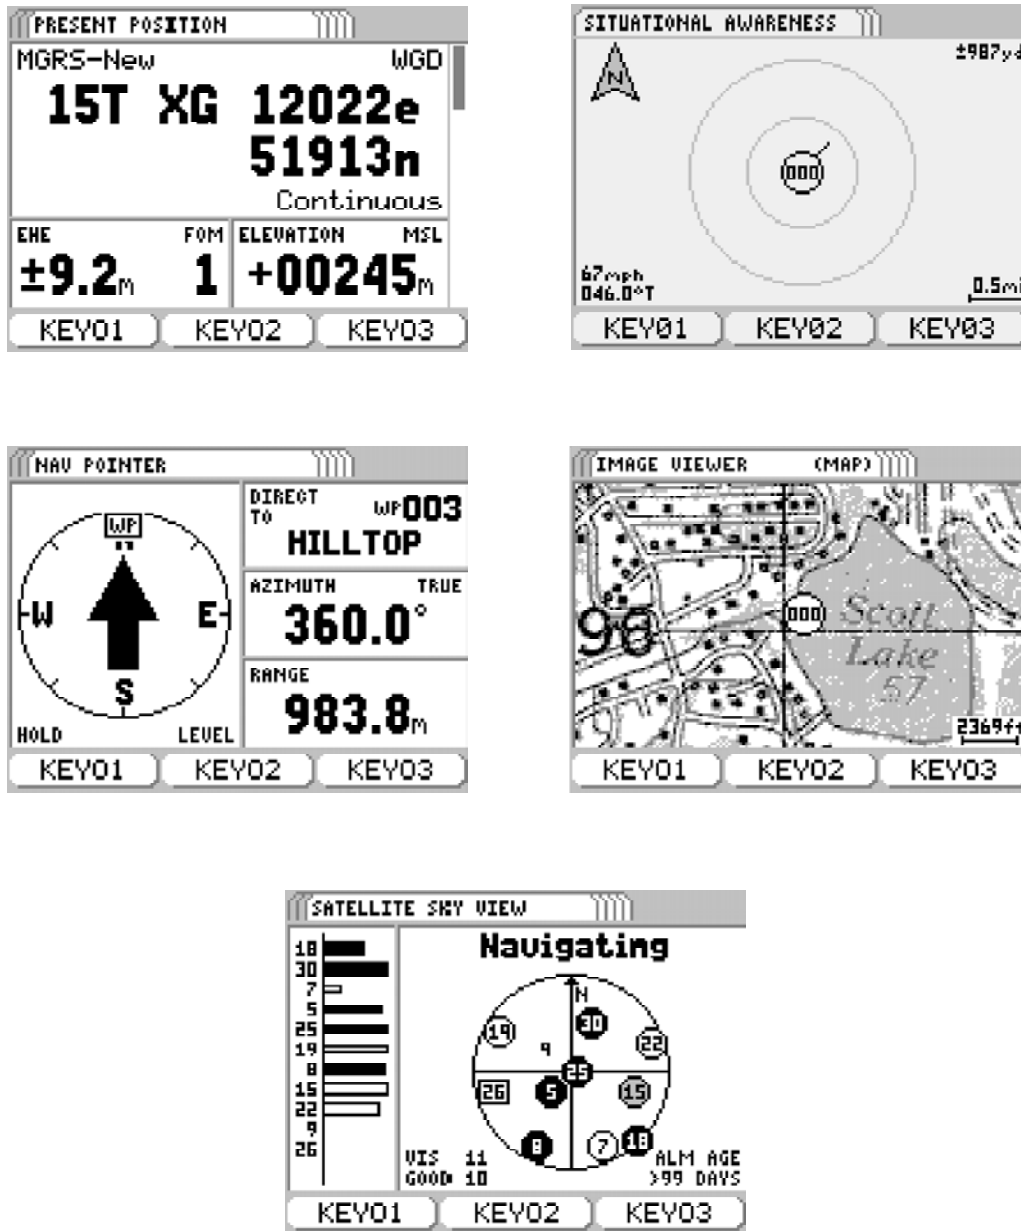 PRESENT POSITION
MGRS-New WGD
15T XG 12022e
51913n
Continuous
EHE FOM ELEVATION MSL
±9.2m 1 +00245m
KEY01 KEY02 KEY03
SITUATIONAL AWARENESS
±987yd
N
000
67mph
046.0°T 0.5mi
KEY01 KEY02 KEY03
NAV POINTER
WP
W E
S
HOLD LEVEL
DIRECT
TO WP003
HILLTOP
AZIMUTH TRUE
360.0°
RANGE
983.8m
KEY01 KEY02 KEY03
IMAGE VIEWER (MAP)
96
000
Scott
Lake
57
2369ft
KEY01 KEY02 KEY03
SATELLITE SKY VIEW
18
30
7
5
25
19
8
15
22
9
26
Navigating
N
19 30 22
9
25
26 5 15
8 7 18
VIS 11 ALM AGE
GOOD 10 >99 DAYS
KEY01 KEY02 KEY03